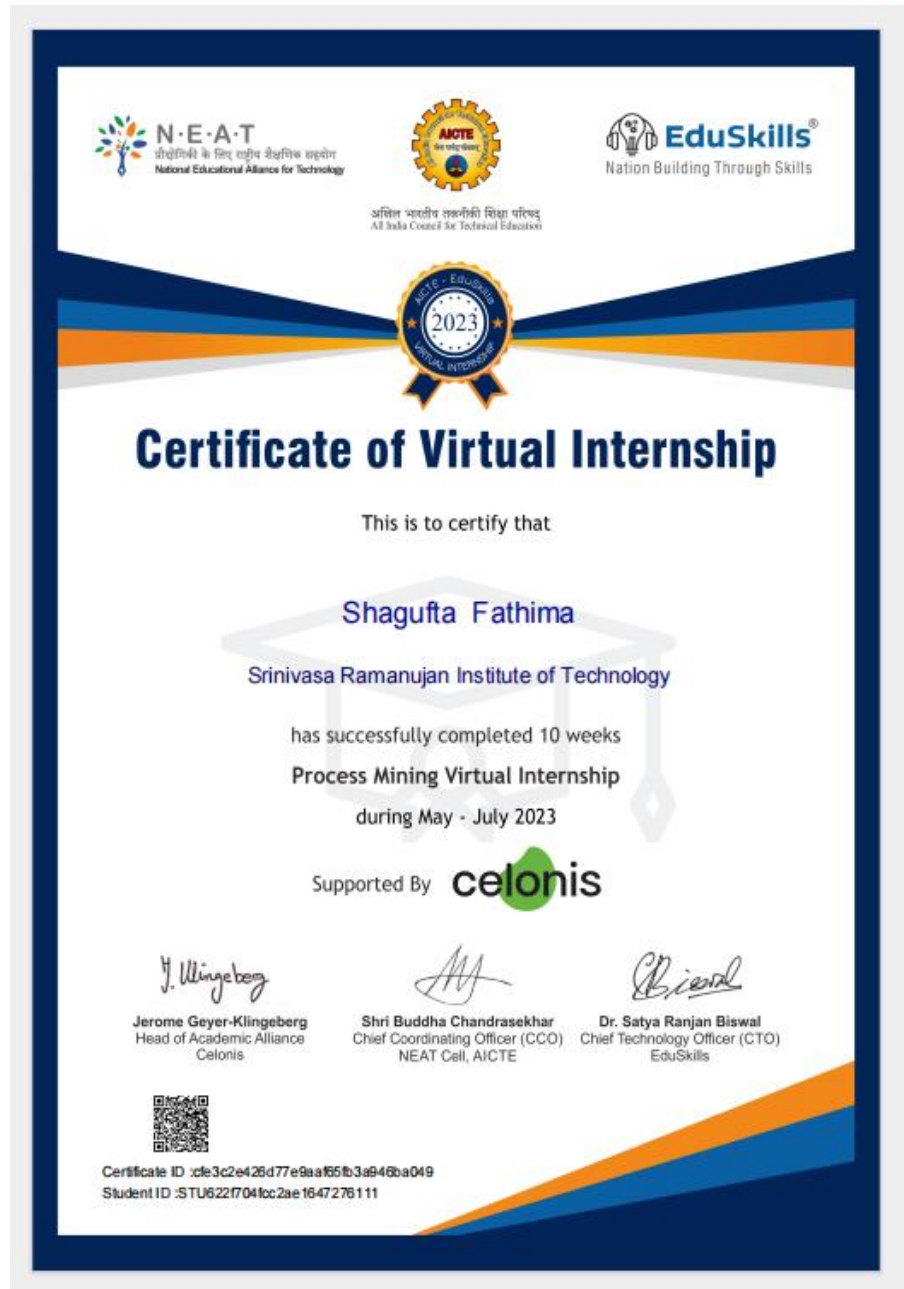 N·E·A·T
प्रौद्योगिकी के लिए राष्ट्रीय शैक्षणिक सहयोग
National Educational Alliance for Technology
AICTE
अखिल भारतीय तकनीकी शिक्षा परिषद्
All India Council for Technical Education
EduSkills®
Nation Building Through Skills
AICTE - EduSkills
2023
VIRTUAL INTERNSHIP
Certificate of Virtual Internship
This is to certify that
Shagufta Fathima
Srinivasa Ramanujan Institute of Technology
has successfully completed 10 weeks
Process Mining Virtual Internship
during May - July 2023
Supported By celonis
J. Klingeberg
Jerome Geyer-Klingeberg
Head of Academic Alliance
Celonis
Shri Buddha Chandrasekhar
Chief Coordinating Officer (CCO)
NEAT Cell, AICTE
Dr. Satya Ranjan Biswal
Chief Technology Officer (CTO)
EduSkills
Certificate ID :cfe3c2e426d77e9aaf65fb3a946ba049
Student ID :STU622f704fcc2ae1647276111